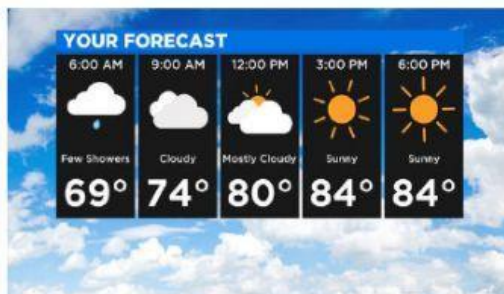 YOUR FORECAST
6:00 AM 9:00 AM 12:00 PM 3:00 PM 6:00 PM
Few Showers Cloudy Mostly Cloudy Sunny Sunny
69° 74° 80° 84° 84°